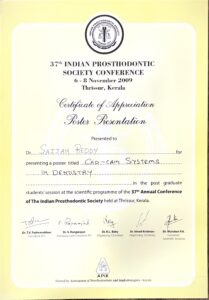 37th INDIAN PROSTHODONTIC
SOCIETY CONFERENCE
6 - 8 November 2009
Thrissur, Kerala
Certificate of Appreciation
Poster Presentation
Presented to
Dr. SAJJAN REDDY for
presenting a poster titled CAD-CAM SYSTEMS
IN DENTISTRY
in the post graduate
students' session at the scientific programme of the 37th Annual Conference
of The Indian Prosthodontic Society held at Thrissur, Kerala.